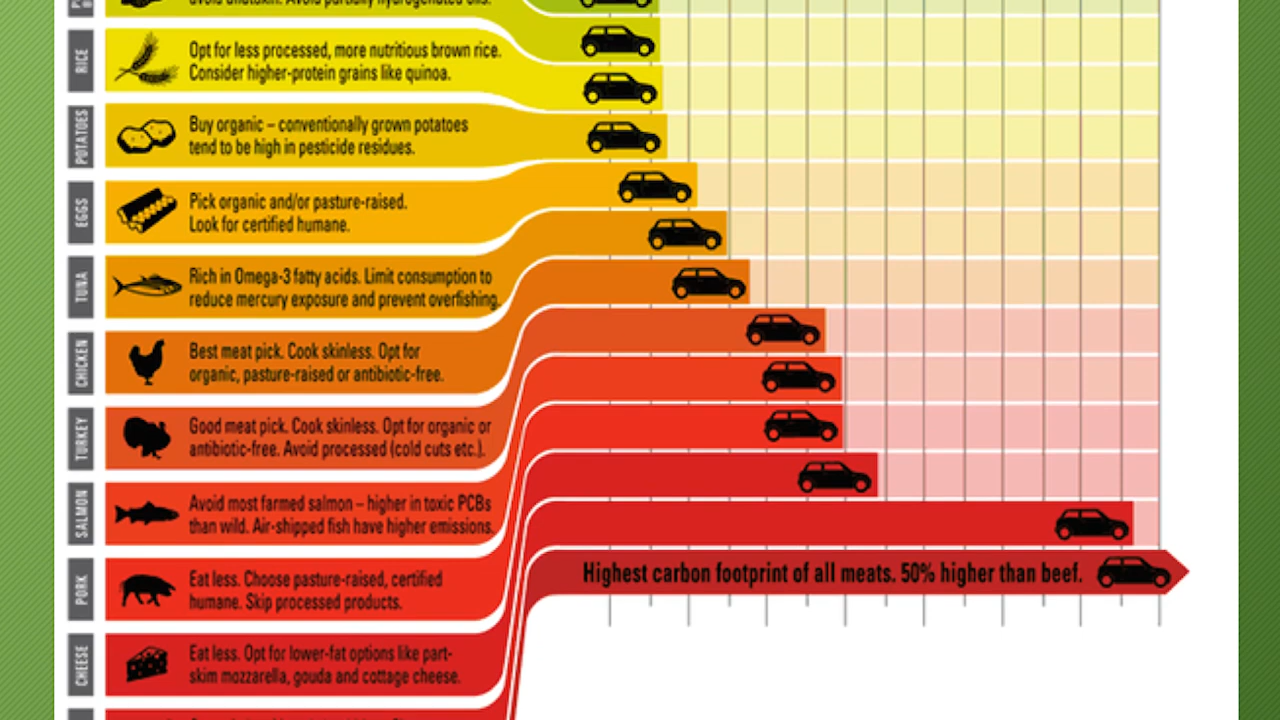 avoid aflatoxin. Avoid partially hydrogenated oils.
RICE
Opt for less processed, more nutritious brown rice.
Consider higher-protein grains like quinoa.
POTATOES
Buy organic – conventionally grown potatoes
tend to be high in pesticide residues.
EGGS
Pick organic and/or pasture-raised.
Look for certified humane.
TUNA
Rich in Omega-3 fatty acids. Limit consumption to
reduce mercury exposure and prevent overfishing.
CHICKEN
Best meat pick. Cook skinless. Opt for
organic, pasture-raised or antibiotic-free.
TURKEY
Good meat pick. Cook skinless. Opt for organic or
antibiotic-free. Avoid processed (cold cuts etc.).
SALMON
Avoid most farmed salmon – higher in toxic PCBs
than wild. Air-shipped fish have higher emissions.
Highest carbon footprint of all meats. 50% higher than beef.
PORK
Eat less. Choose pasture-raised, certified
humane. Skip processed products.
CHEESE
Eat less. Opt for lower-fat options like part-
skim mozzarella, gouda and cottage cheese.